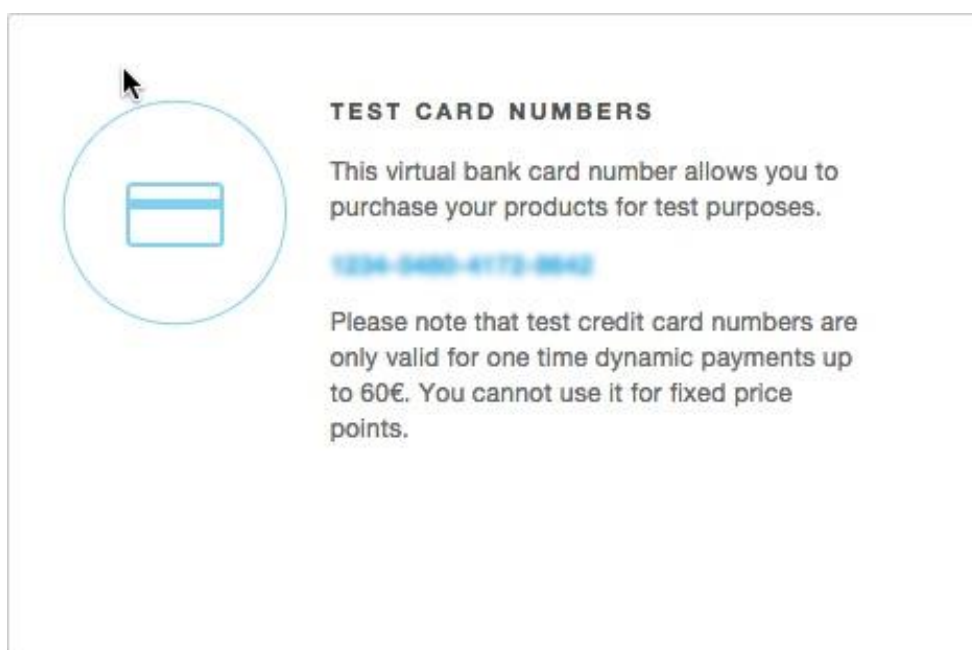 TEST CARD NUMBERS
This virtual bank card number allows you to
purchase your products for test purposes.
Please note that test credit card numbers are
only valid for one time dynamic payments up
to 60€. You cannot use it for fixed price
points.